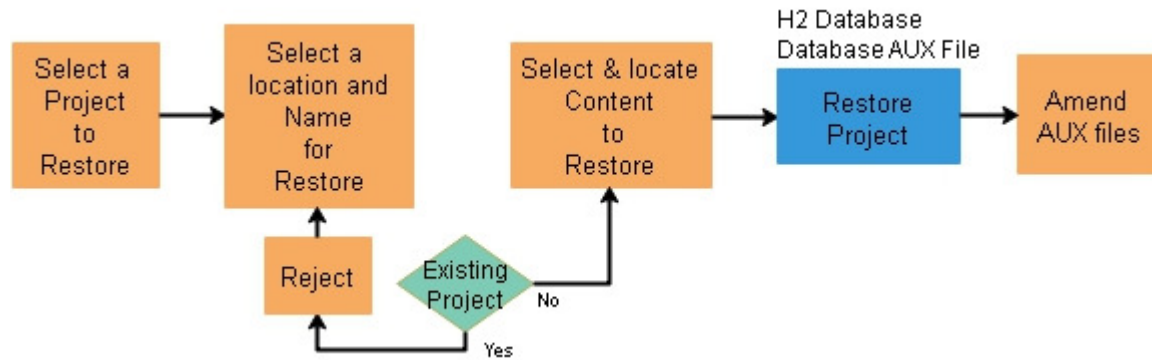 Select a
Project
to
Restore
Select a
location and
Name
for
Restore
Reject
Existing
Project
Yes
No
Select & locate
Content
to
Restore
H2 Database
Database AUX File
Restore
Project
Amend
AUX files